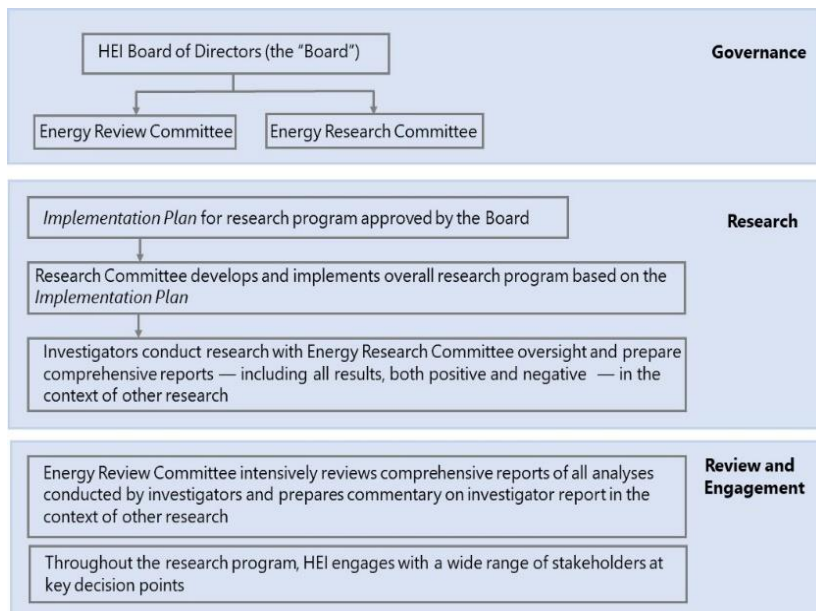 HEI Board of Directors (the “Board”)
Governance
Energy Review Committee
Energy Research Committee
Implementation Plan for research program approved by the Board
Research
Research Committee develops and implements overall research program based on the
Implementation Plan
Investigators conduct research with Energy Research Committee oversight and prepare
comprehensive reports — including all results, both positive and negative — in the
context of other research
Review and
Engagement
Energy Review Committee intensively reviews comprehensive reports of all analyses
conducted by investigators and prepares commentary on investigator report in the
context of other research
Throughout the research program, HEI engages with a wide range of stakeholders at
key decision points